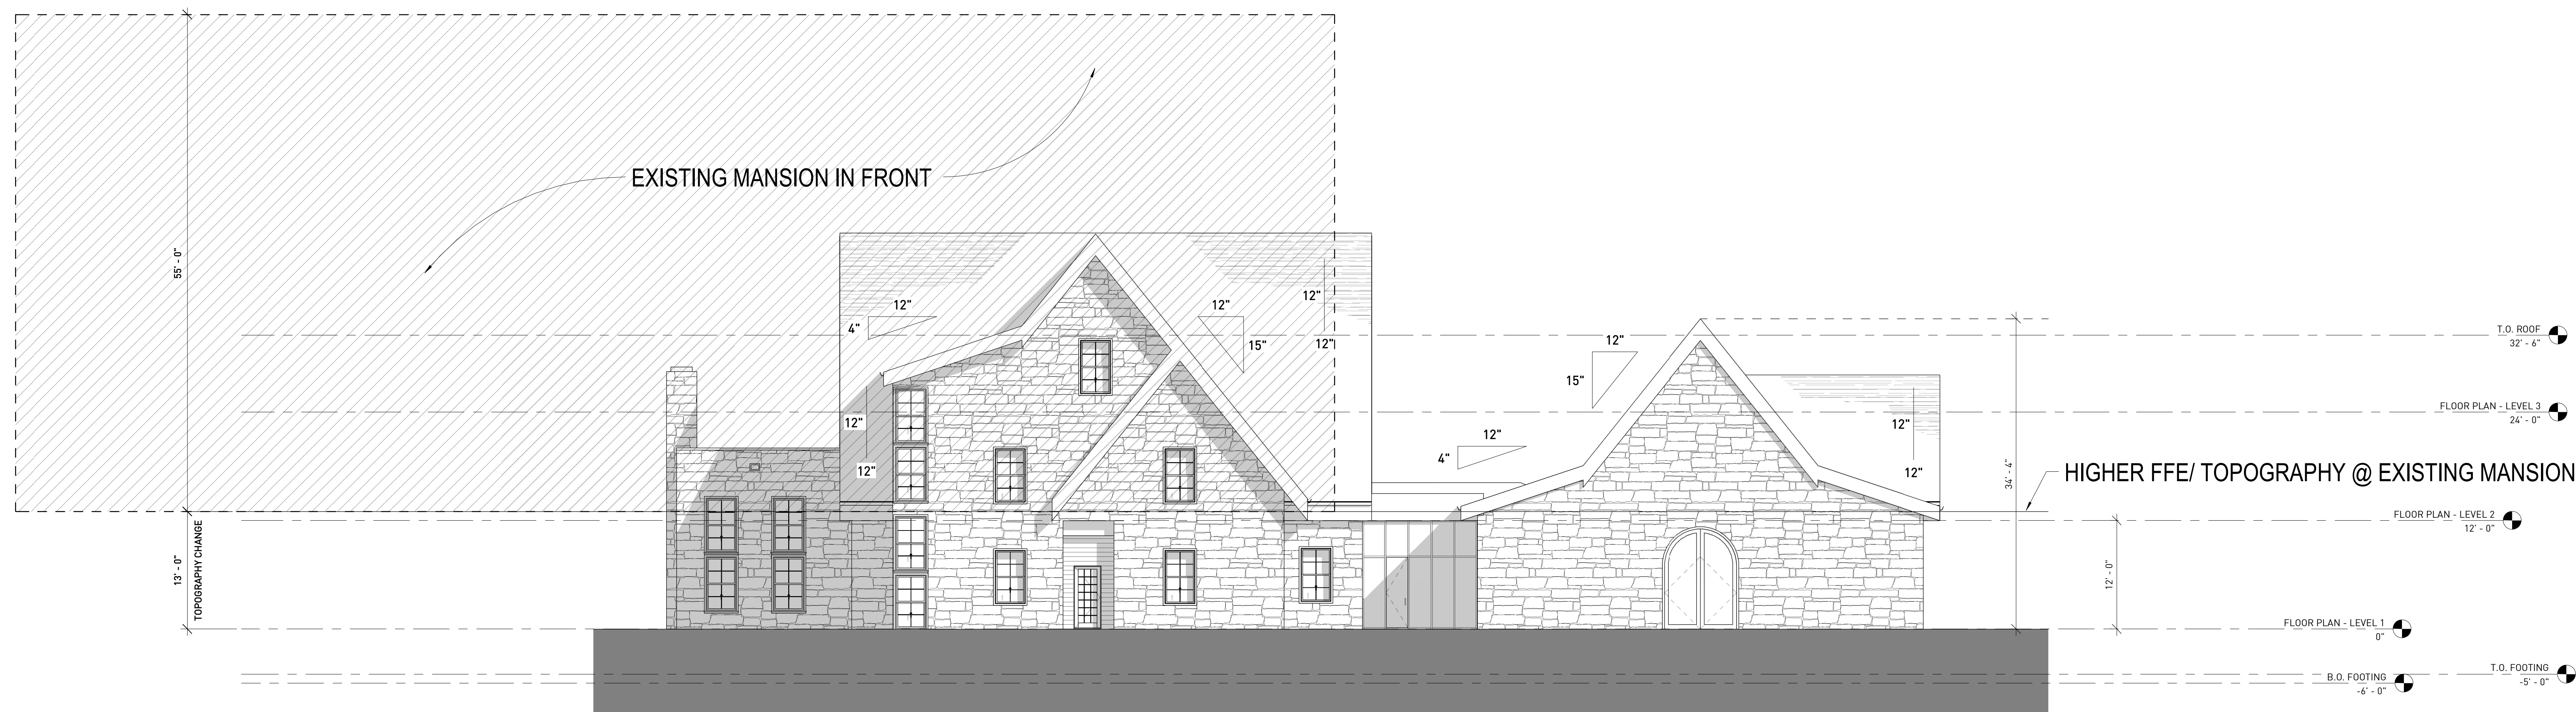 EXISTING MANSION IN FRONT
55' - 0"
12"
4"
12"
15"
12"
12"
12"
12"
12"
15"
12"
4"
12"
12"
34' - 4"
T.O. ROOF
32' - 6"
FLOOR PLAN - LEVEL 3
24' - 0"
HIGHER FFE/ TOPOGRAPHY @ EXISTING MANSION
FLOOR PLAN - LEVEL 2
12' - 0"
13' - 0"
TOPOGRAPHY CHANGE
12' - 0"
FLOOR PLAN - LEVEL 1
0"
T.O. FOOTING
-5' - 0"
B.O. FOOTING
-6' - 0"